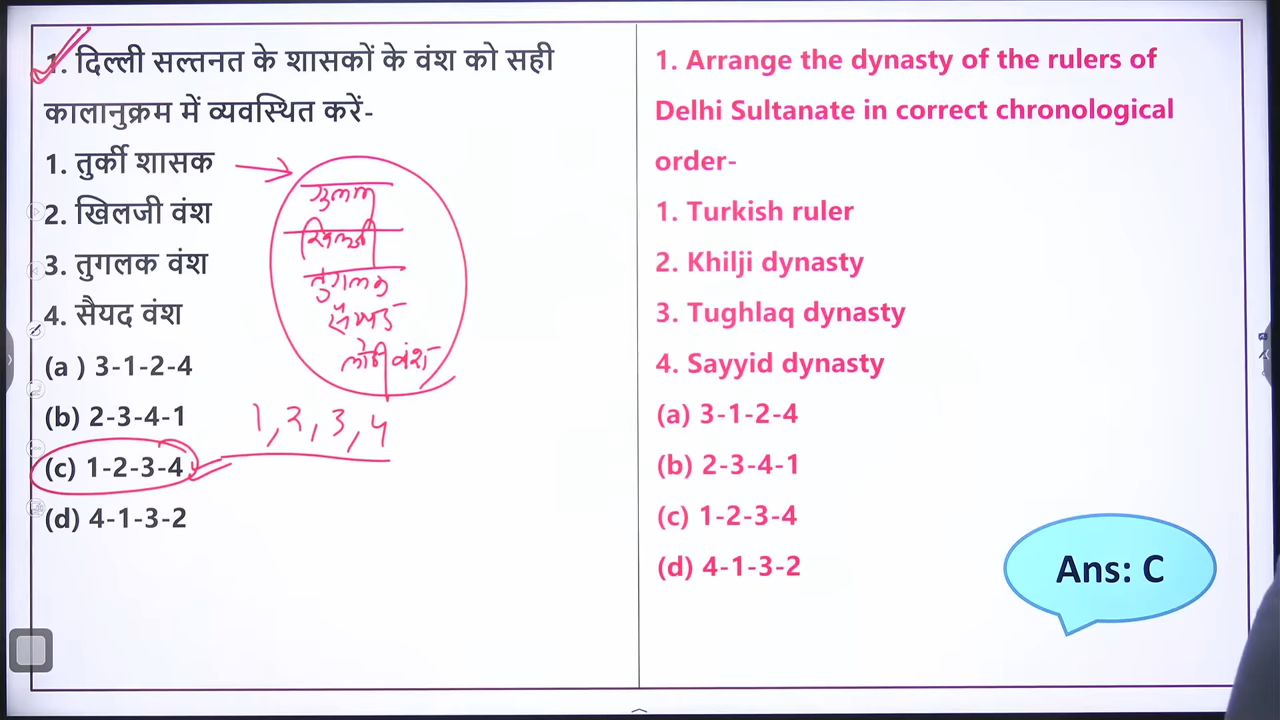 1. दिल्ली सल्तनत के शासकों के वंश को सही
कालानुक्रम में व्यवस्थित करें-
1. तुर्की शासक
2. खिलजी वंश
3. तुगलक वंश
4. सैयद वंश
(a ) 3-1-2-4
(b) 2-3-4-1
(c) 1-2-3-4
(d) 4-1-3-2
खिलजी
तुगलक
सैय्यद
लोदी वंश
1, 2, 3, 4
1. Arrange the dynasty of the rulers of
Delhi Sultanate in correct chronological
order-
1. Turkish ruler
2. Khilji dynasty
3. Tughlaq dynasty
4. Sayyid dynasty
(a) 3-1-2-4
(b) 2-3-4-1
(c) 1-2-3-4
(d) 4-1-3-2
Ans: C